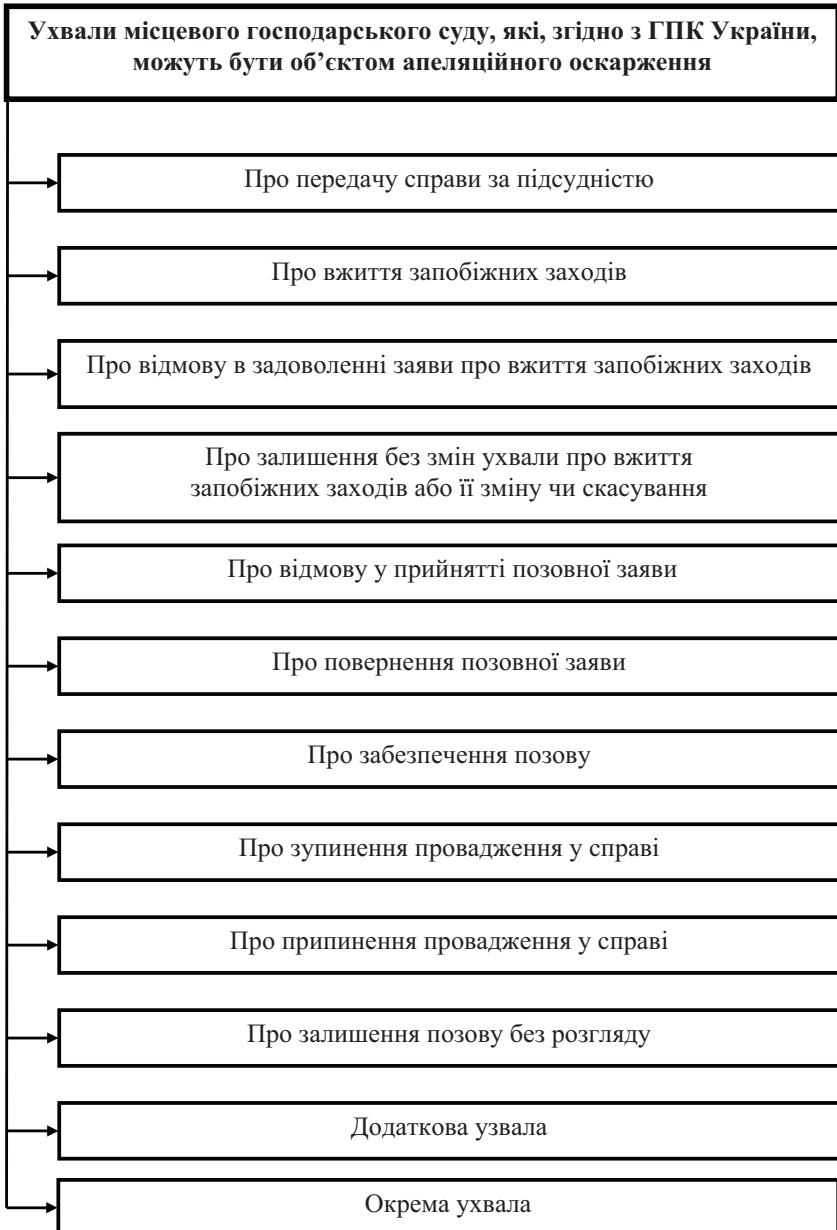 Ухвали місцевого господарського суду, які, згідно з ГПК України,
можуть бути об’єктом апеляційного оскарження
Про передачу справи за підсудністю
Про вжиття запобіжних заходів
Про відмову в задоволенні заяви про вжиття запобіжних заходів
Про залишення без змін ухвали про вжиття
запобіжних заходів або її зміну чи скасування
Про відмову у прийнятті позовної заяви
Про повернення позовної заяви
Про забезпечення позову
Про зупинення провадження у справі
Про припинення провадження у справі
Про залишення позову без розгляду
Додаткова узвала
Окрема ухвала